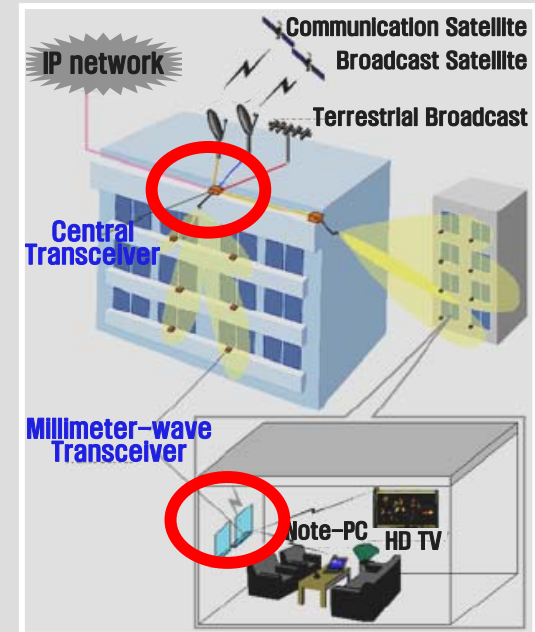 Communication Satellite
IP network
Broadcast Satellite
Terrestrial Broadcast
Central
Transceiver
Millimeter-wave
Transceiver
Note-PC
HD TV